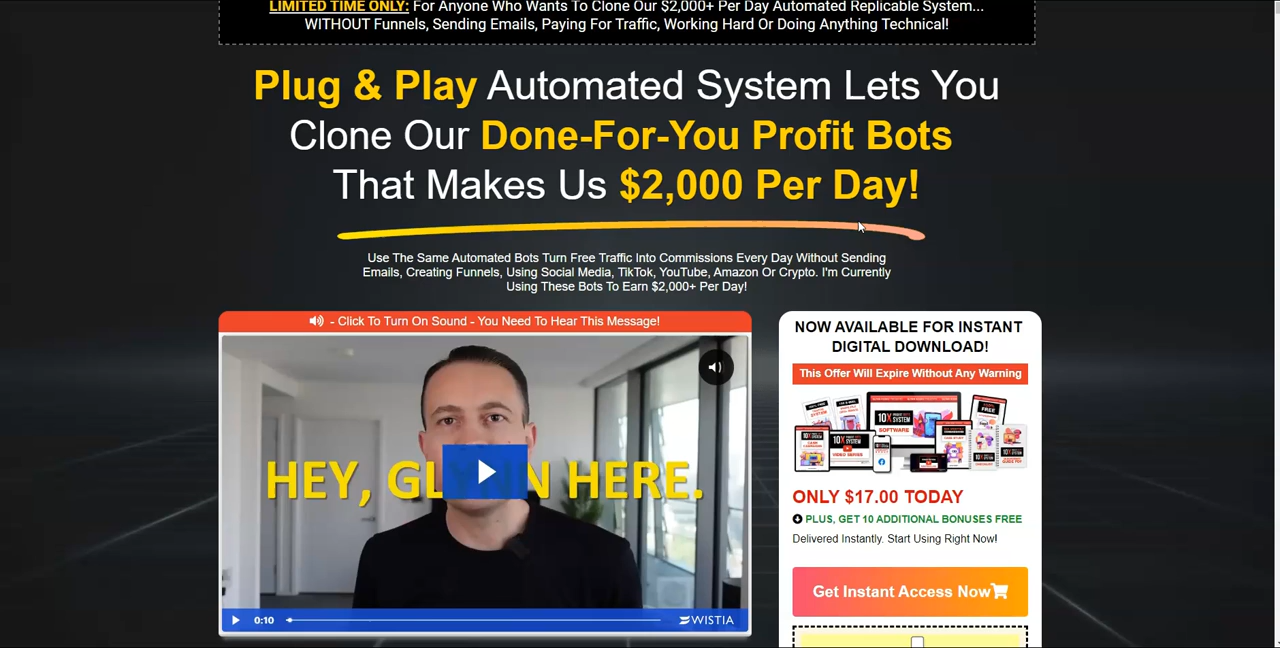 LIMITED TIME ONLY: For Anyone Who Wants To Clone Our $2,000+ Per Day Automated Replicable System...
WITHOUT Funnels, Sending Emails, Paying For Traffic, Working Hard Or Doing Anything Technical!
Plug & Play Automated System Lets You
Clone Our Done-For-You Profit Bots
That Makes Us $2,000 Per Day!
Use The Same Automated Bots Turn Free Traffic Into Commissions Every Day Without Sending
Emails, Creating Funnels, Using Social Media, TikTok, YouTube, Amazon Or Crypto. I'm Currently
Using These Bots To Earn $2,000+ Per Day!
- Click To Turn On Sound - You Need To Hear This Message!
HEY, HERE.
0:10
WISTIA
NOW AVAILABLE FOR INSTANT
DIGITAL DOWNLOAD!
This Offer Will Expire Without Any Warning
10X
SYSTEM
SOFTWARE
FREE
ONLY $17.00 TODAY
PLUS, GET 10 ADDITIONAL BONUSES FREE
Delivered Instantly. Start Using Right Now!
Get Instant Access Now